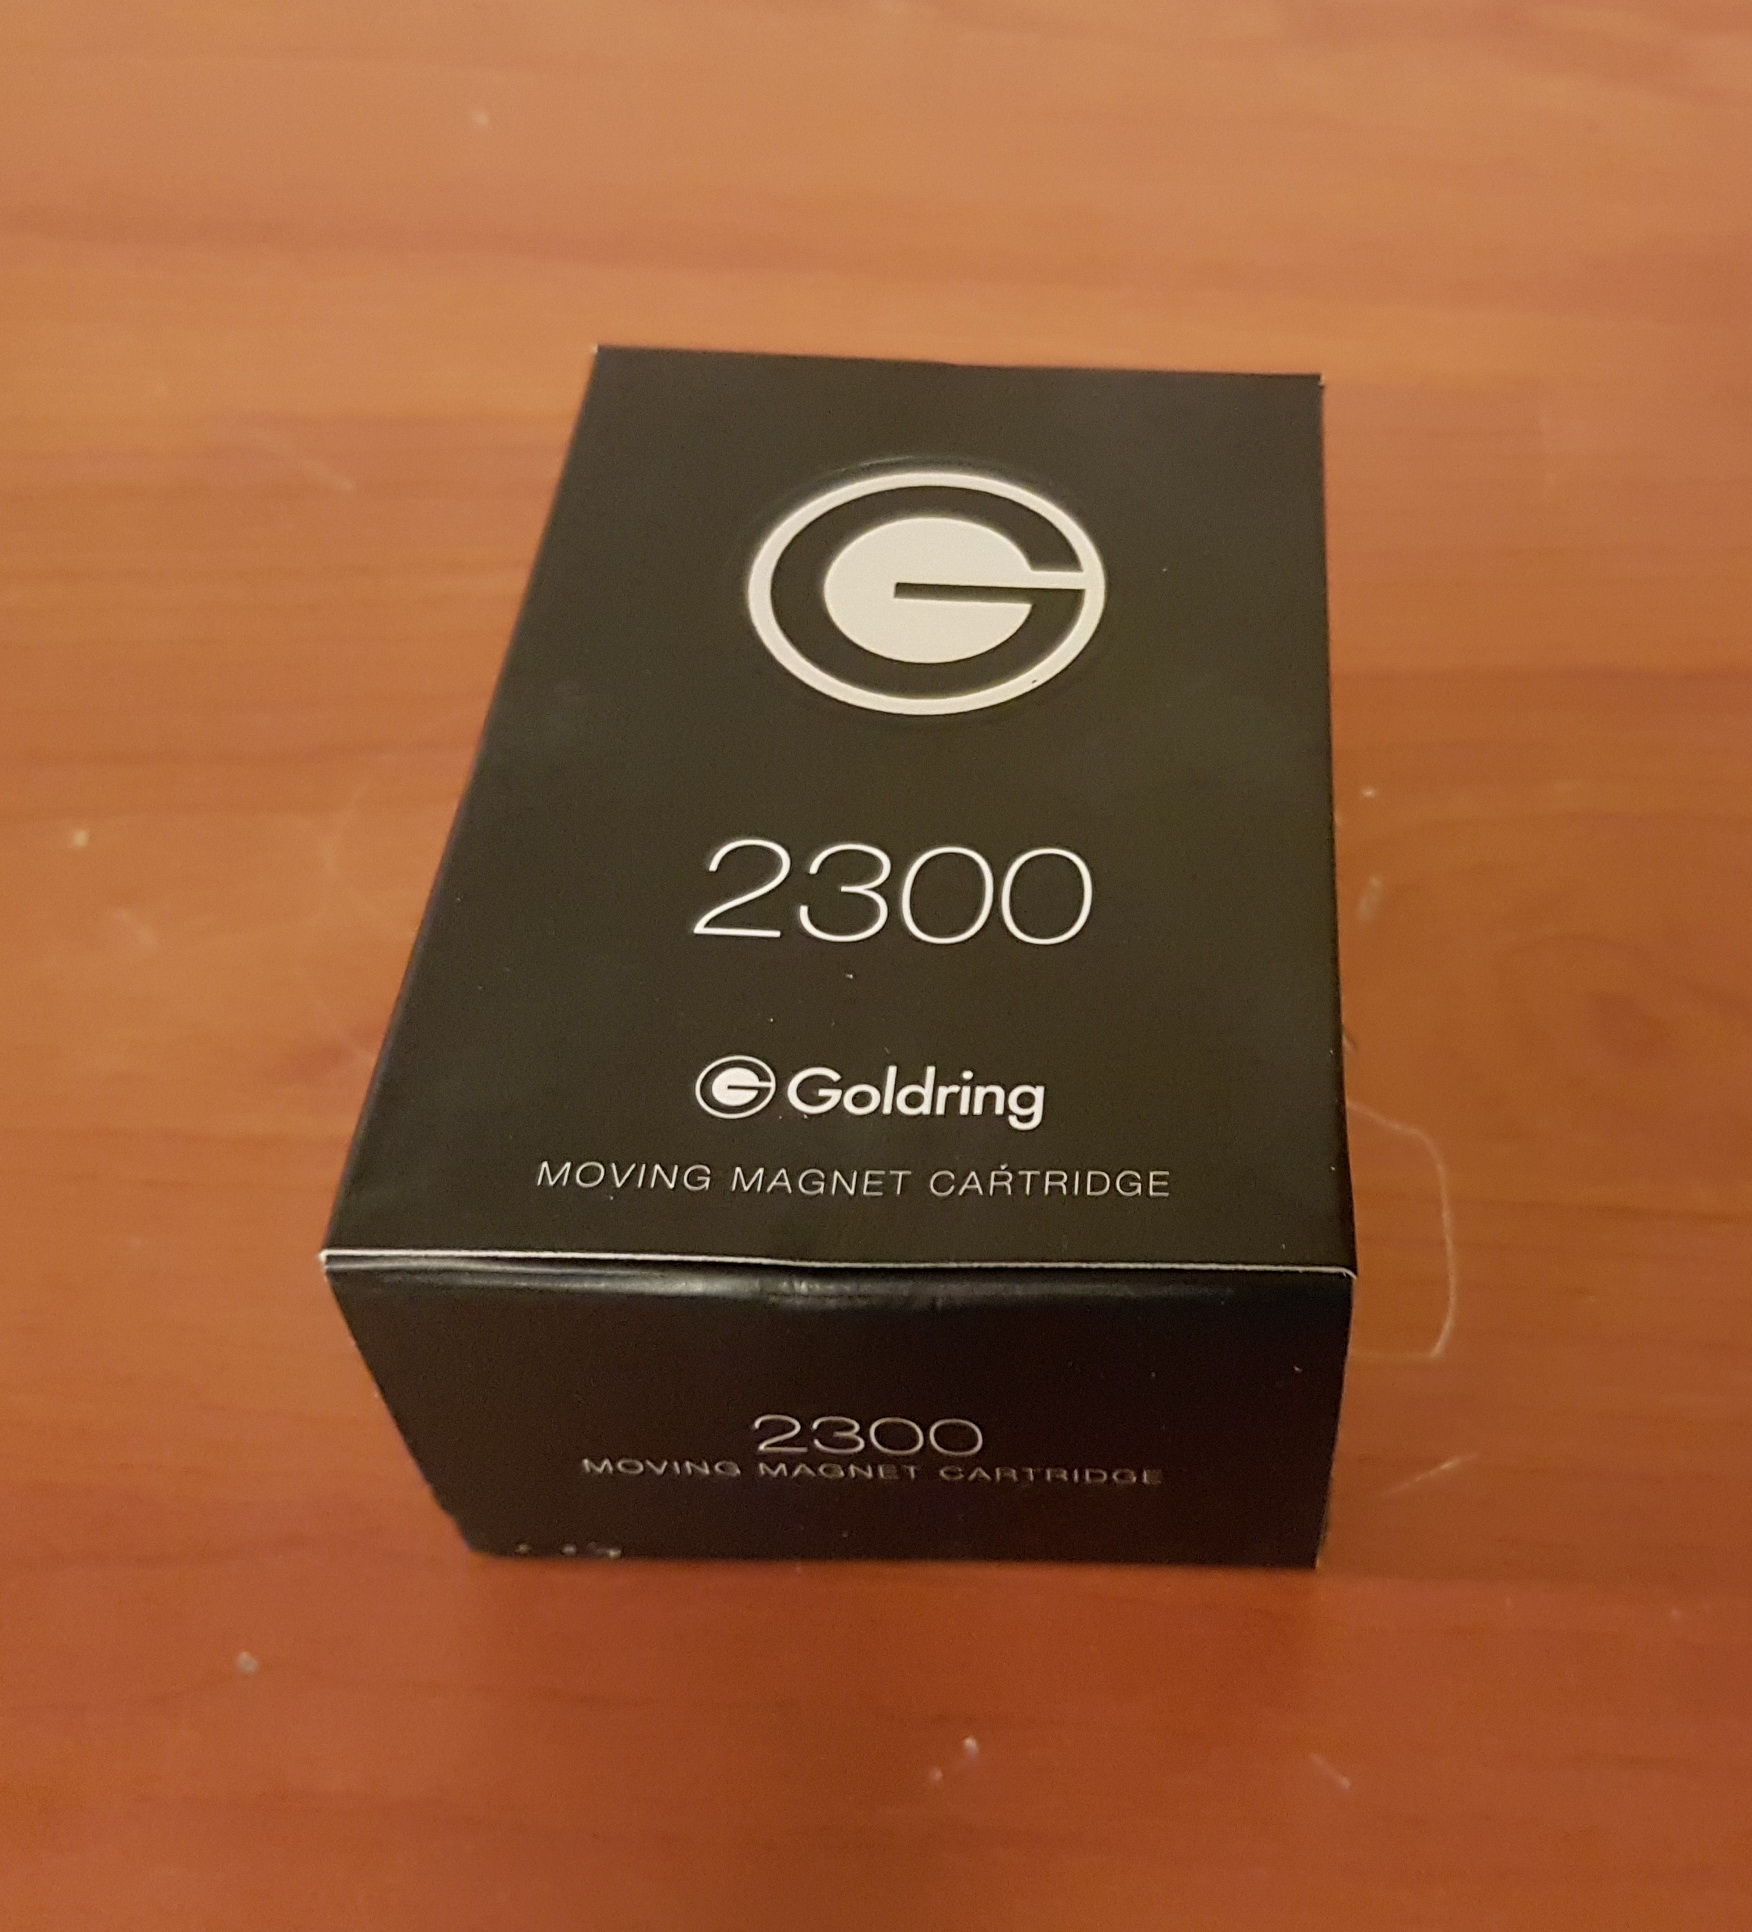 G
2300
G Goldring
MOVING MAGNET CARTRIDGE
2300
MOVING MAGNET CARTRIDGE